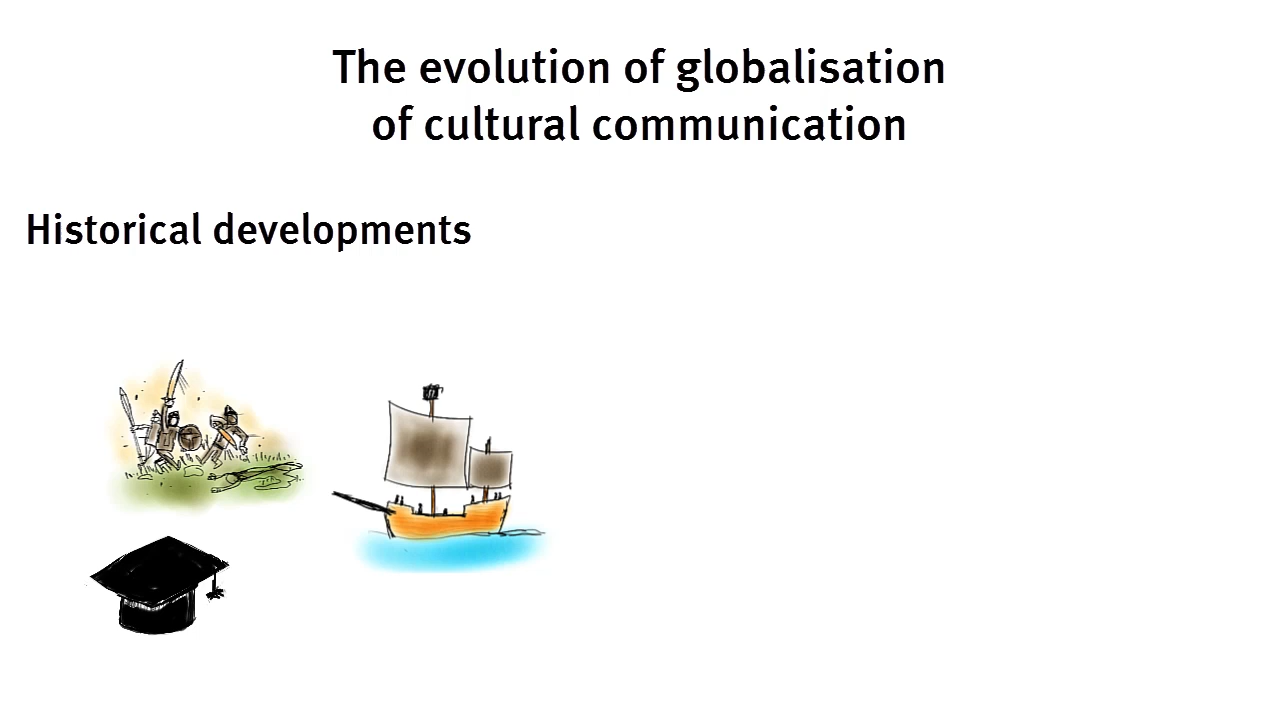 The evolution of globalisation
of cultural communication
Historical developments